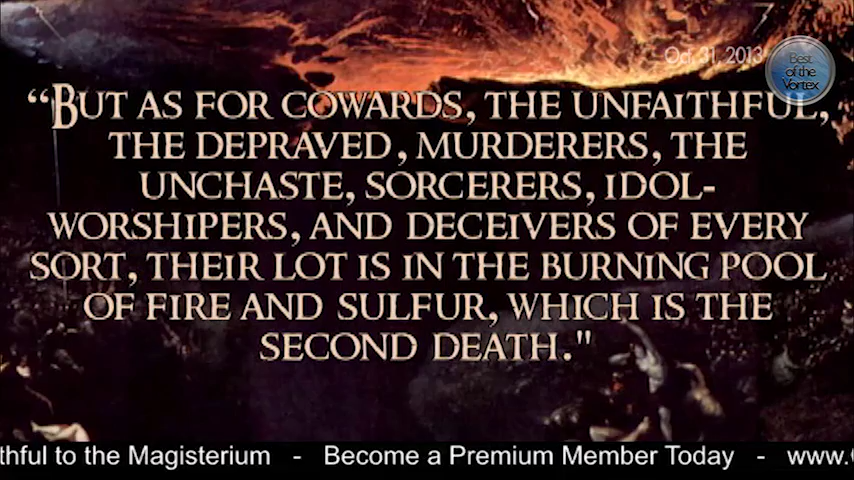 Oct. 31, 2013
Best
of the
Vortex
“BUT AS FOR COWARDS, THE UNFAITHFUL,
THE DEPRAVED, MURDERERS, THE
UNCHASTE, SORCERERS, IDOL-
WORSHIPERS, AND DECEIVERS OF EVERY
SORT, THEIR LOT IS IN THE BURNING POOL
OF FIRE AND SULFUR, WHICH IS THE
SECOND DEATH."
thful to the Magisterium - Become a Premium Member Today - www.